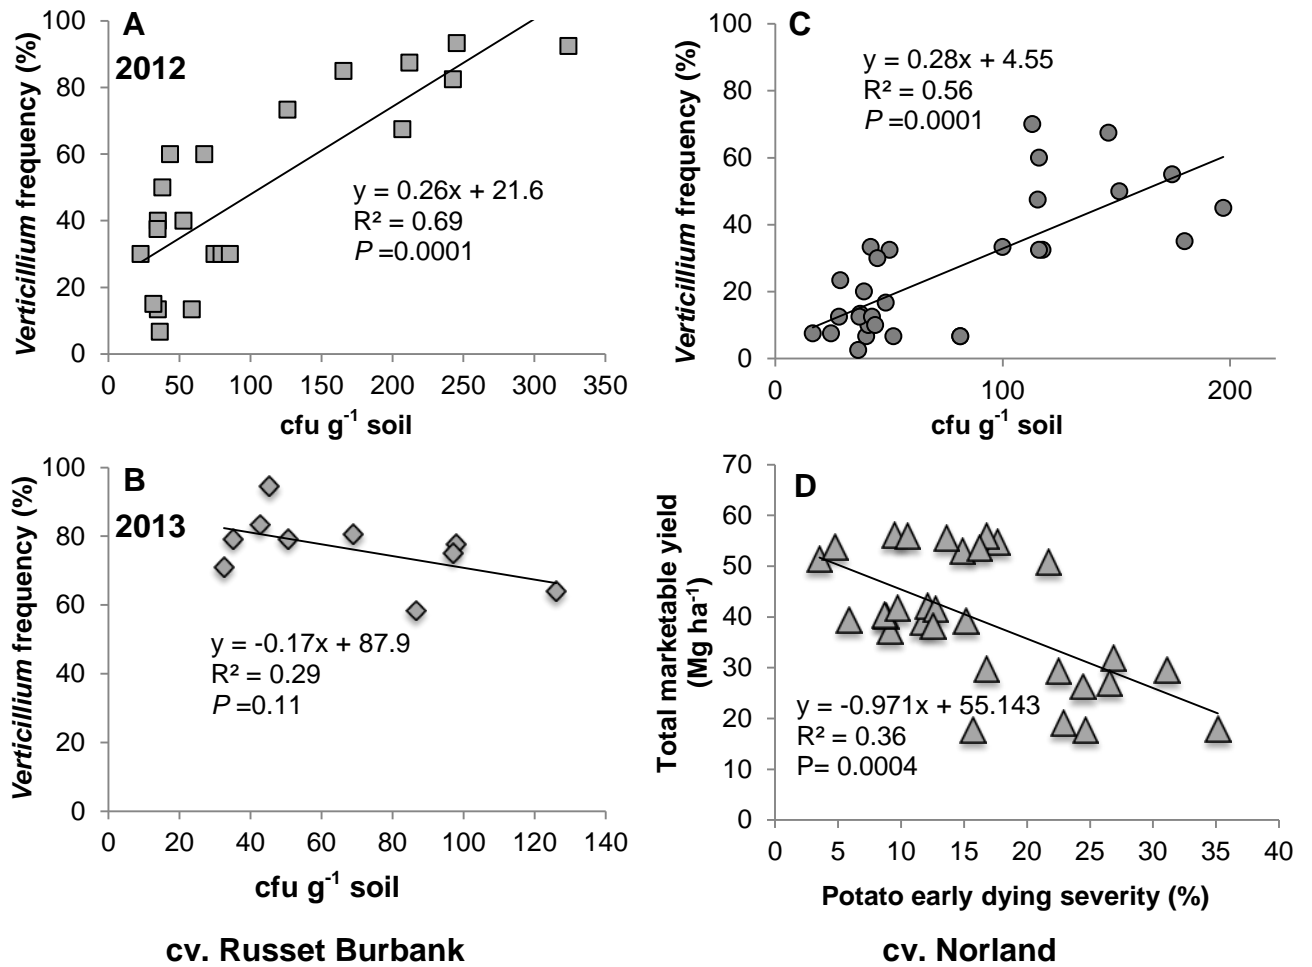 A
2012
Verticillium frequency (%)
100
80
60
40
20
0
y = 0.26x + 21.6
R² = 0.69
P =0.0001
0 50 100 150 200 250 300 350
cfu g⁻¹ soil
C
Verticillium frequency (%)
100
80
60
40
20
0
y = 0.28x + 4.55
R² = 0.56
P =0.0001
0 100 200
cfu g⁻¹ soil
B
2013
Verticillium frequency (%)
100
80
60
40
20
0
y = -0.17x + 87.9
R² = 0.29
P =0.11
0 20 40 60 80 100 120 140
cfu g⁻¹ soil
D
Total marketable yield
(Mg ha⁻¹)
70
60
50
40
30
20
10
0
y = -0.971x + 55.143
R² = 0.36
P= 0.0004
0 5 10 15 20 25 30 35 40
Potato early dying severity (%)
cv. Russet Burbank
cv. Norland